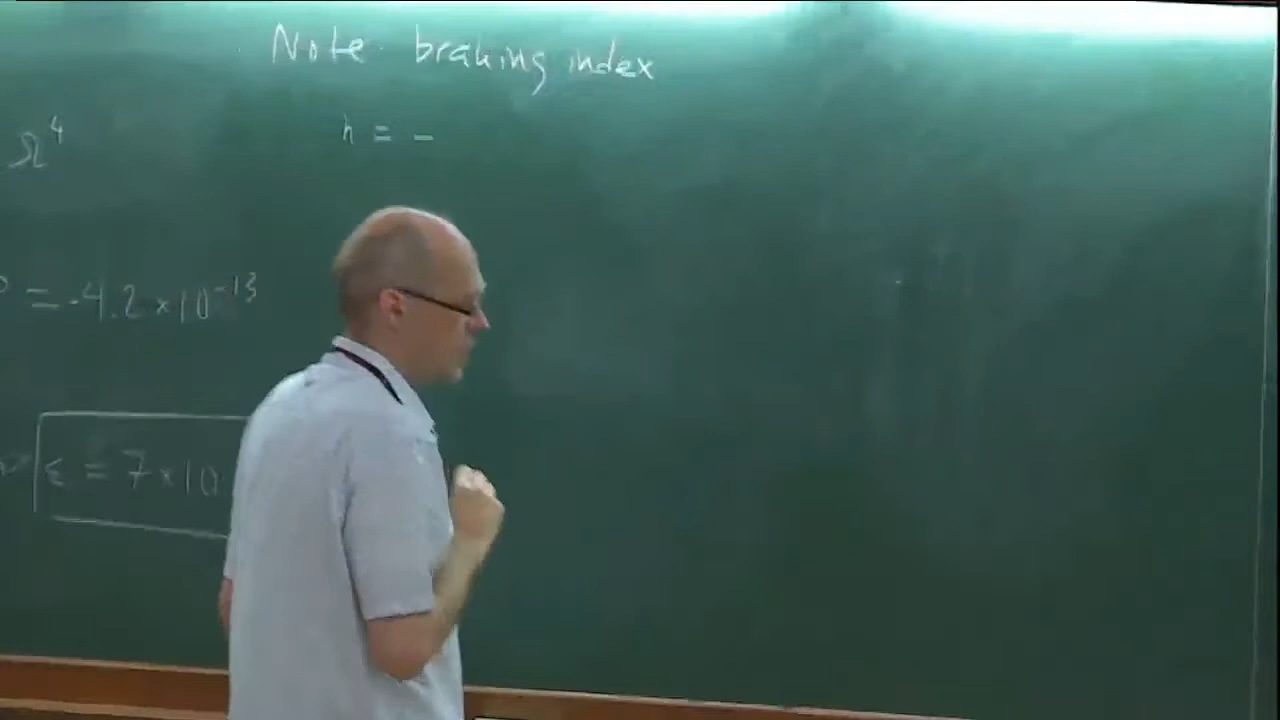 Note braking index
Ω⁴
n = -
= -4.2 × 10⁻¹³
ε = 7 × 10